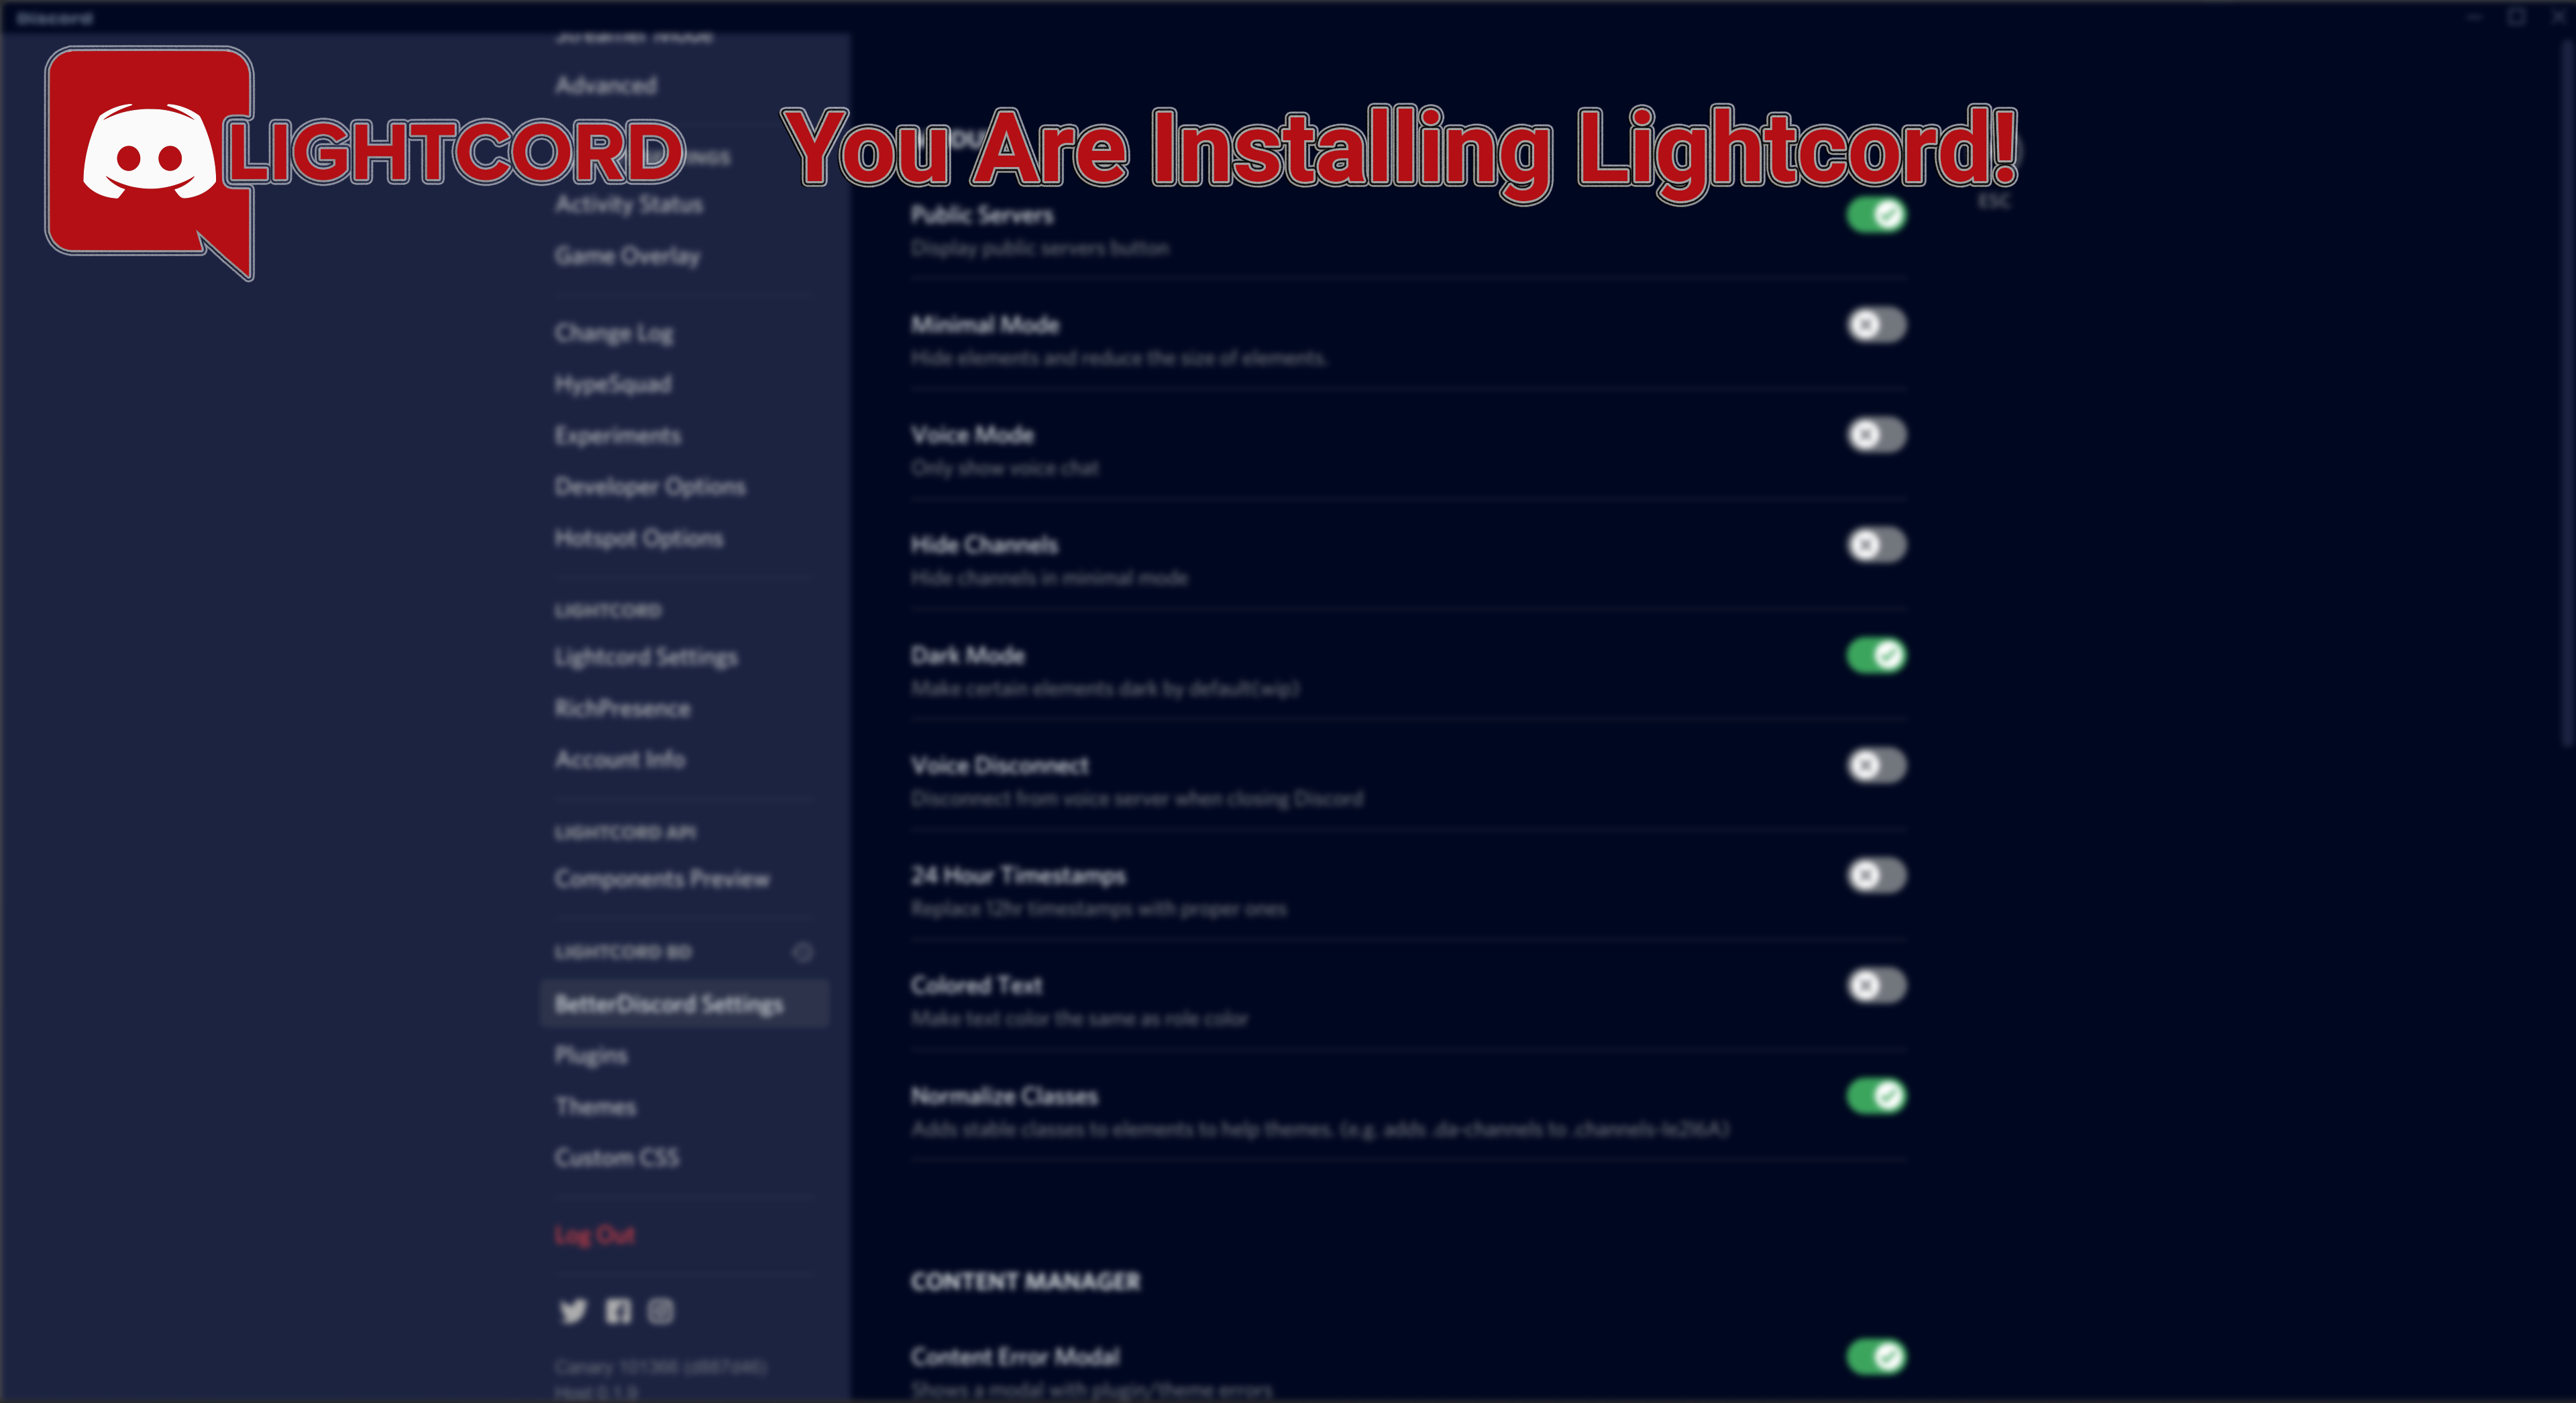 Discord
Streamer Mode
Advanced
LIGHTCORD
You Are Installing Lightcord!
Activity Status
Game Overlay
Change Log
HypeSquad
Experiments
Developer Options
Hotspot Options
LIGHTCORD
Lightcord Settings
RichPresence
Account Info
LIGHTCORD API
Components Preview
LIGHTCORD BD
BetterDiscord Settings
Plugins
Themes
Custom CSS
Log Out
Canary 101366
Host 0.1.9
ESC
Public Servers
Display public servers button
Minimal Mode
Hide elements and reduce the size of elements.
Voice Mode
Only show voice chat
Hide Channels
Hide channels in minimal mode
Dark Mode
Make certain elements dark by default(wip)
Voice Disconnect
Disconnect from voice server when closing Discord
24 Hour Timestamps
Replace 12hr timestamps with proper ones
Colored Text
Make text color the same as role color
Normalize Classes
Adds stable classes to elements to help themes. (e.g. adds .da-channels to .channels-Ie2l6A)
CONTENT MANAGER
Content Error Modal
Shows a modal with plugin/theme errors